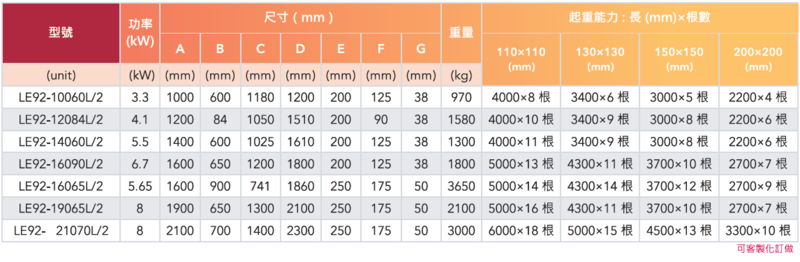 型號 功率 (kW) 尺寸 ( mm ) 重量 起重能力 : 長 (mm)×根數
A B C D E F G 110×110 (mm) 130×130 (mm) 150×150 (mm) 200×200 (mm)
(unit) (kW) (mm) (mm) (mm) (mm) (mm) (mm) (mm) (kg)
LE92-10060L/2 3.3 1000 600 1180 1200 200 125 38 970 4000×8 根 3400×6 根 3000×5 根 2200×4 根
LE92-12084L/2 4.1 1200 84 1050 1510 200 90 38 1580 4000×10 根 3400×9 根 3000×8 根 2200×6 根
LE92-14060L/2 5.5 1400 600 1025 1610 200 125 38 1300 4000×11 根 3400×9 根 3000×8 根 2200×6 根
LE92-16090L/2 6.7 1600 650 1200 1800 200 125 38 1800 5000×13 根 4300×11 根 3700×10 根 2700×7 根
LE92-16065L/2 5.65 1600 900 741 1860 250 175 50 3650 5000×14 根 4300×14 根 3700×12 根 2700×9 根
LE92-19065L/2 8 1900 650 1300 2100 250 175 50 2100 5000×16 根 4300×11 根 3700×10 根 2700×7 根
LE92- 21070L/2 8 2100 700 1400 2300 250 175 50 3000 6000×18 根 5000×15 根 4500×13 根 3300×10 根
可客製化訂做